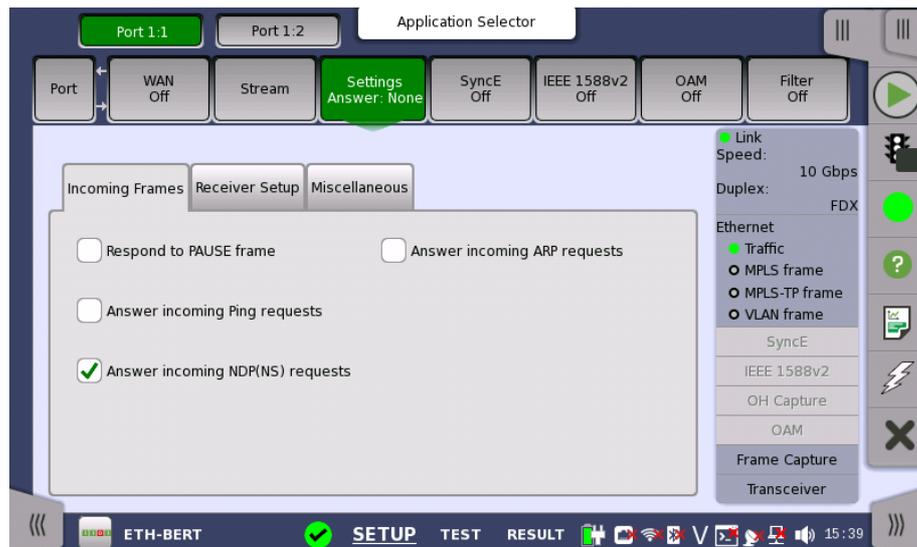 Application Selector
Port 1:1
Port 1:2
Port
WAN
Off
Stream
Settings
Answer: None
SyncE
Off
IEEE 1588v2
Off
OAM
Off
Filter
Off
Incoming Frames
Receiver Setup
Miscellaneous
Respond to PAUSE frame
Answer incoming ARP requests
Answer incoming Ping requests
Answer incoming NDP(NS) requests
Link
Speed:
10 Gbps
Duplex:
FDX
Ethernet
Traffic
MPLS frame
MPLS-TP frame
VLAN frame
SyncE
IEEE 1588v2
OH Capture
OAM
Frame Capture
Transceiver
ETH-BERT
SETUP
TEST
RESULT
V
15:39